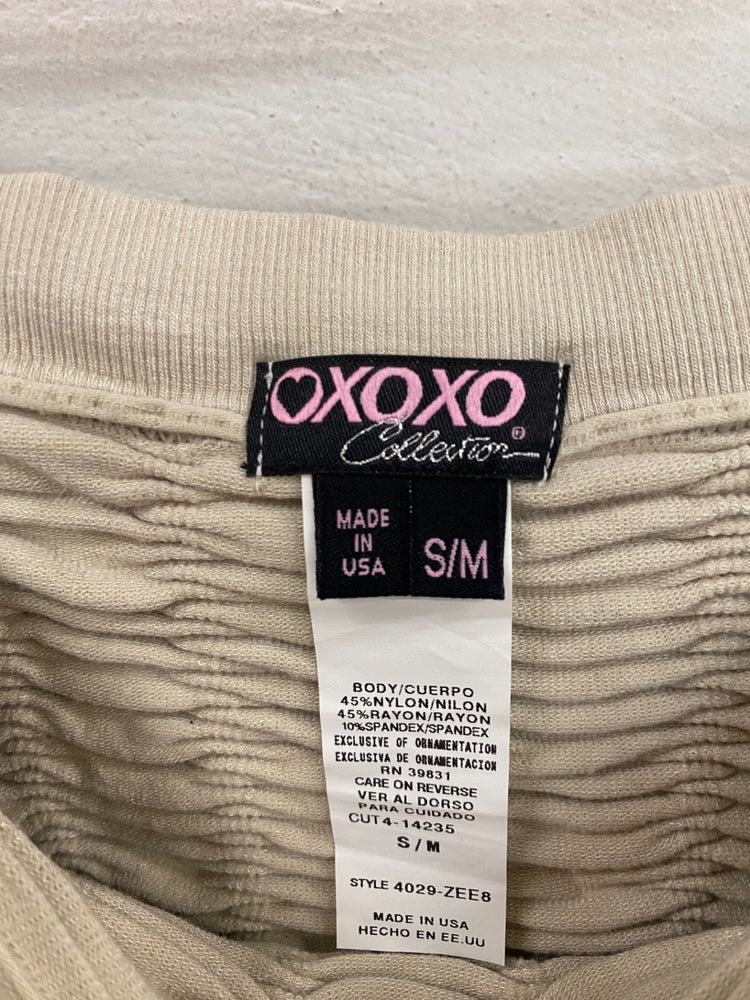 OXOXO
Collection
MADE
IN
USA
S/M
BODY/CUERPO
45%NYLON/NILON
45%RAYON/RAYON
10%SPANDEX/SPANDEX
EXCLUSIVE OF ORNAMENTATION
EXCLUSIVA DE ORNAMENTACION
RN 39831
CARE ON REVERSE
VER AL DORSO
PARA CUIDADO
CUT4-14235
S/M
STYLE 4029-ZEE8
MADE IN USA
HECHO EN EE.UU